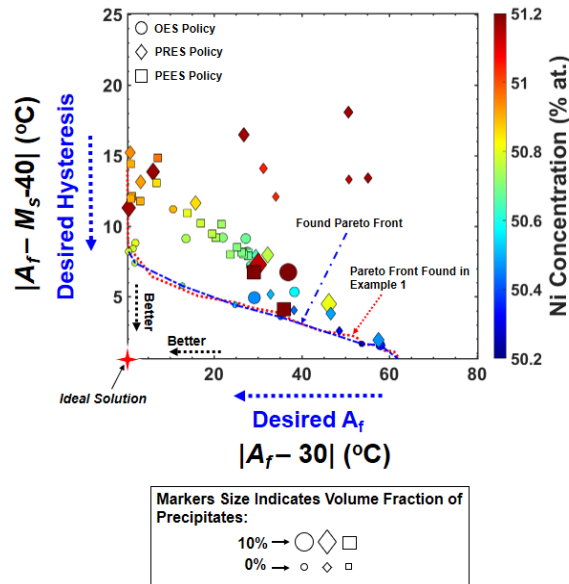 25
20
15
10
5
OES Policy
PRES Policy
PEES Policy
|Af – Ms-40| (oC)
Desired Hysteresis
Found Pareto Front
Pareto Front Found in
Example 1
Better
Better
Ideal Solution
0 20 40 60 80
Desired Af
|Af – 30| (oC)
51.2
51
50.8
50.6
50.4
50.2
Ni Concentration (% at.)
Markers Size Indicates Volume Fraction of
Precipitates:
10%
0%